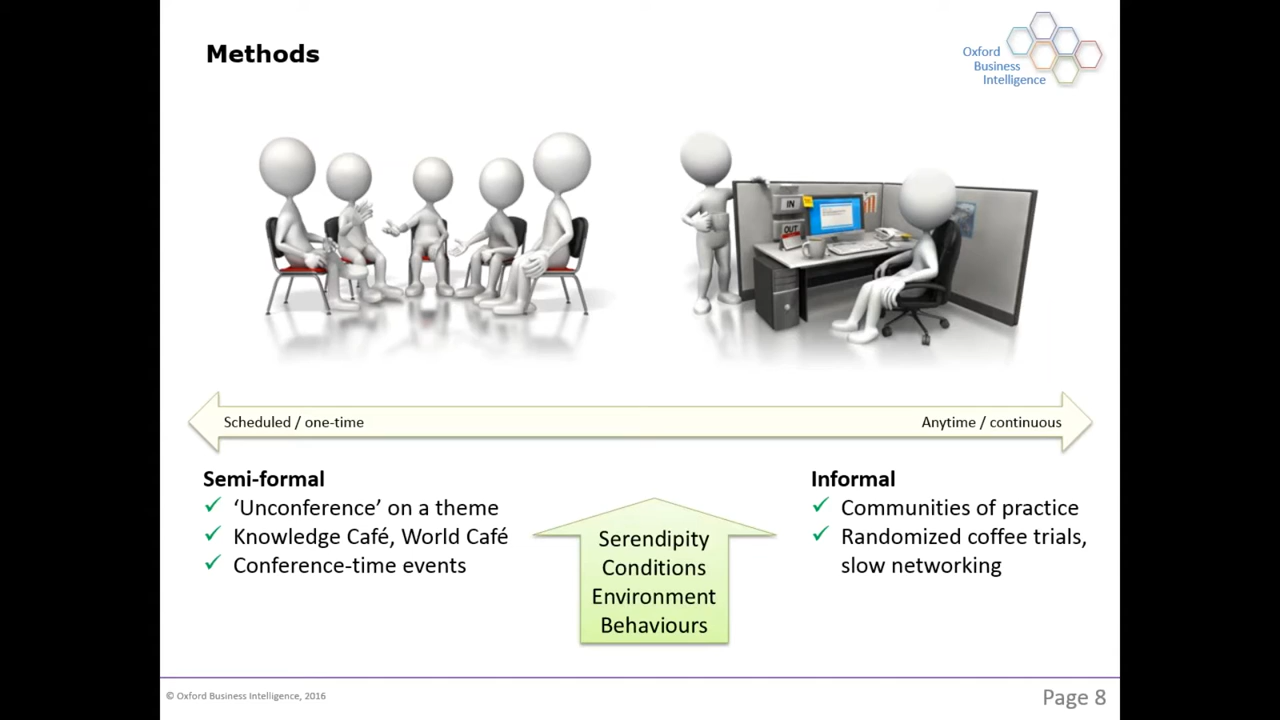 Methods
Oxford
Business
Intelligence
IN
OUT
Scheduled / one-time
Anytime / continuous
Semi-formal
‘Unconference’ on a theme
Knowledge Café, World Café
Conference-time events
Serendipity
Conditions
Environment
Behaviours
Informal
Communities of practice
Randomized coffee trials,
slow networking
© Oxford Business Intelligence, 2016
Page 8